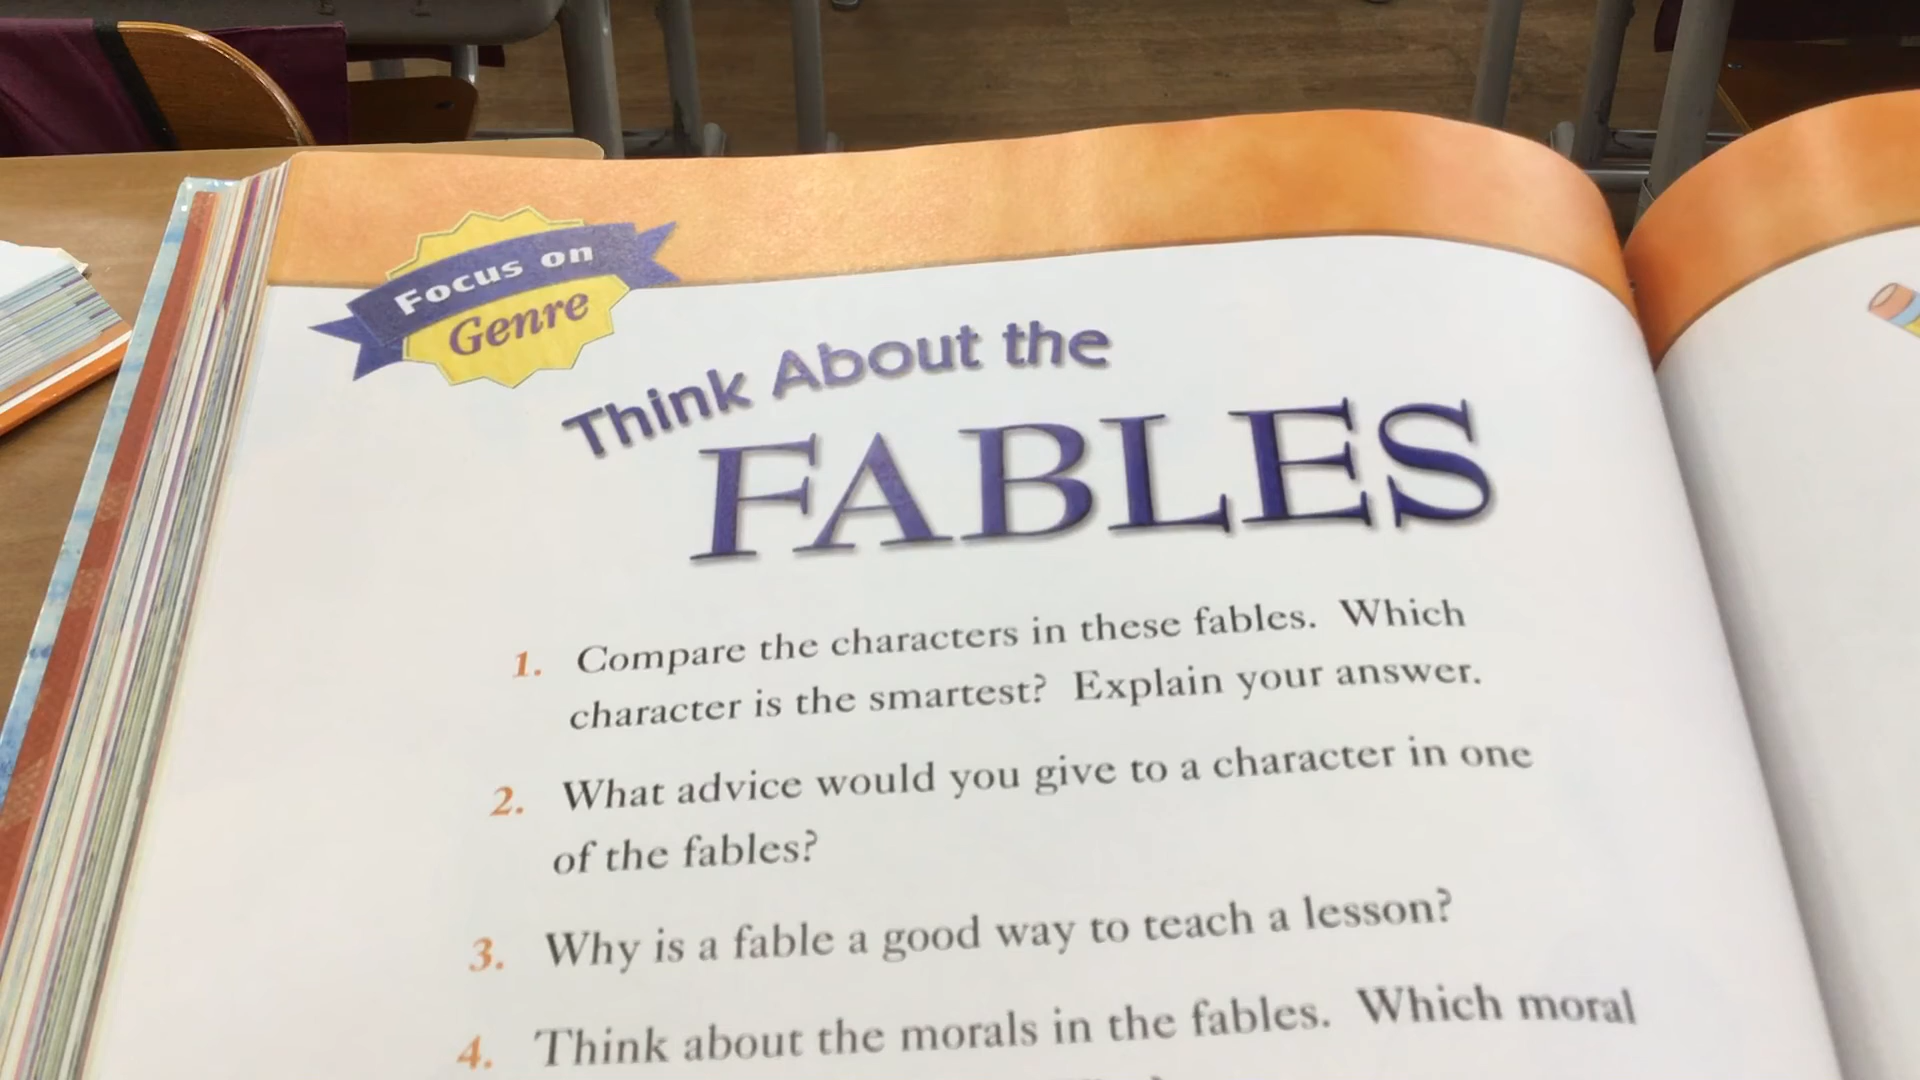 Focus on
Genre
Think About the
FABLES
1. Compare the characters in these fables. Which
character is the smartest? Explain your answer.
2. What advice would you give to a character in one
of the fables?
3. Why is a fable a good way to teach a lesson?
4. Think about the morals in the fables. Which moral